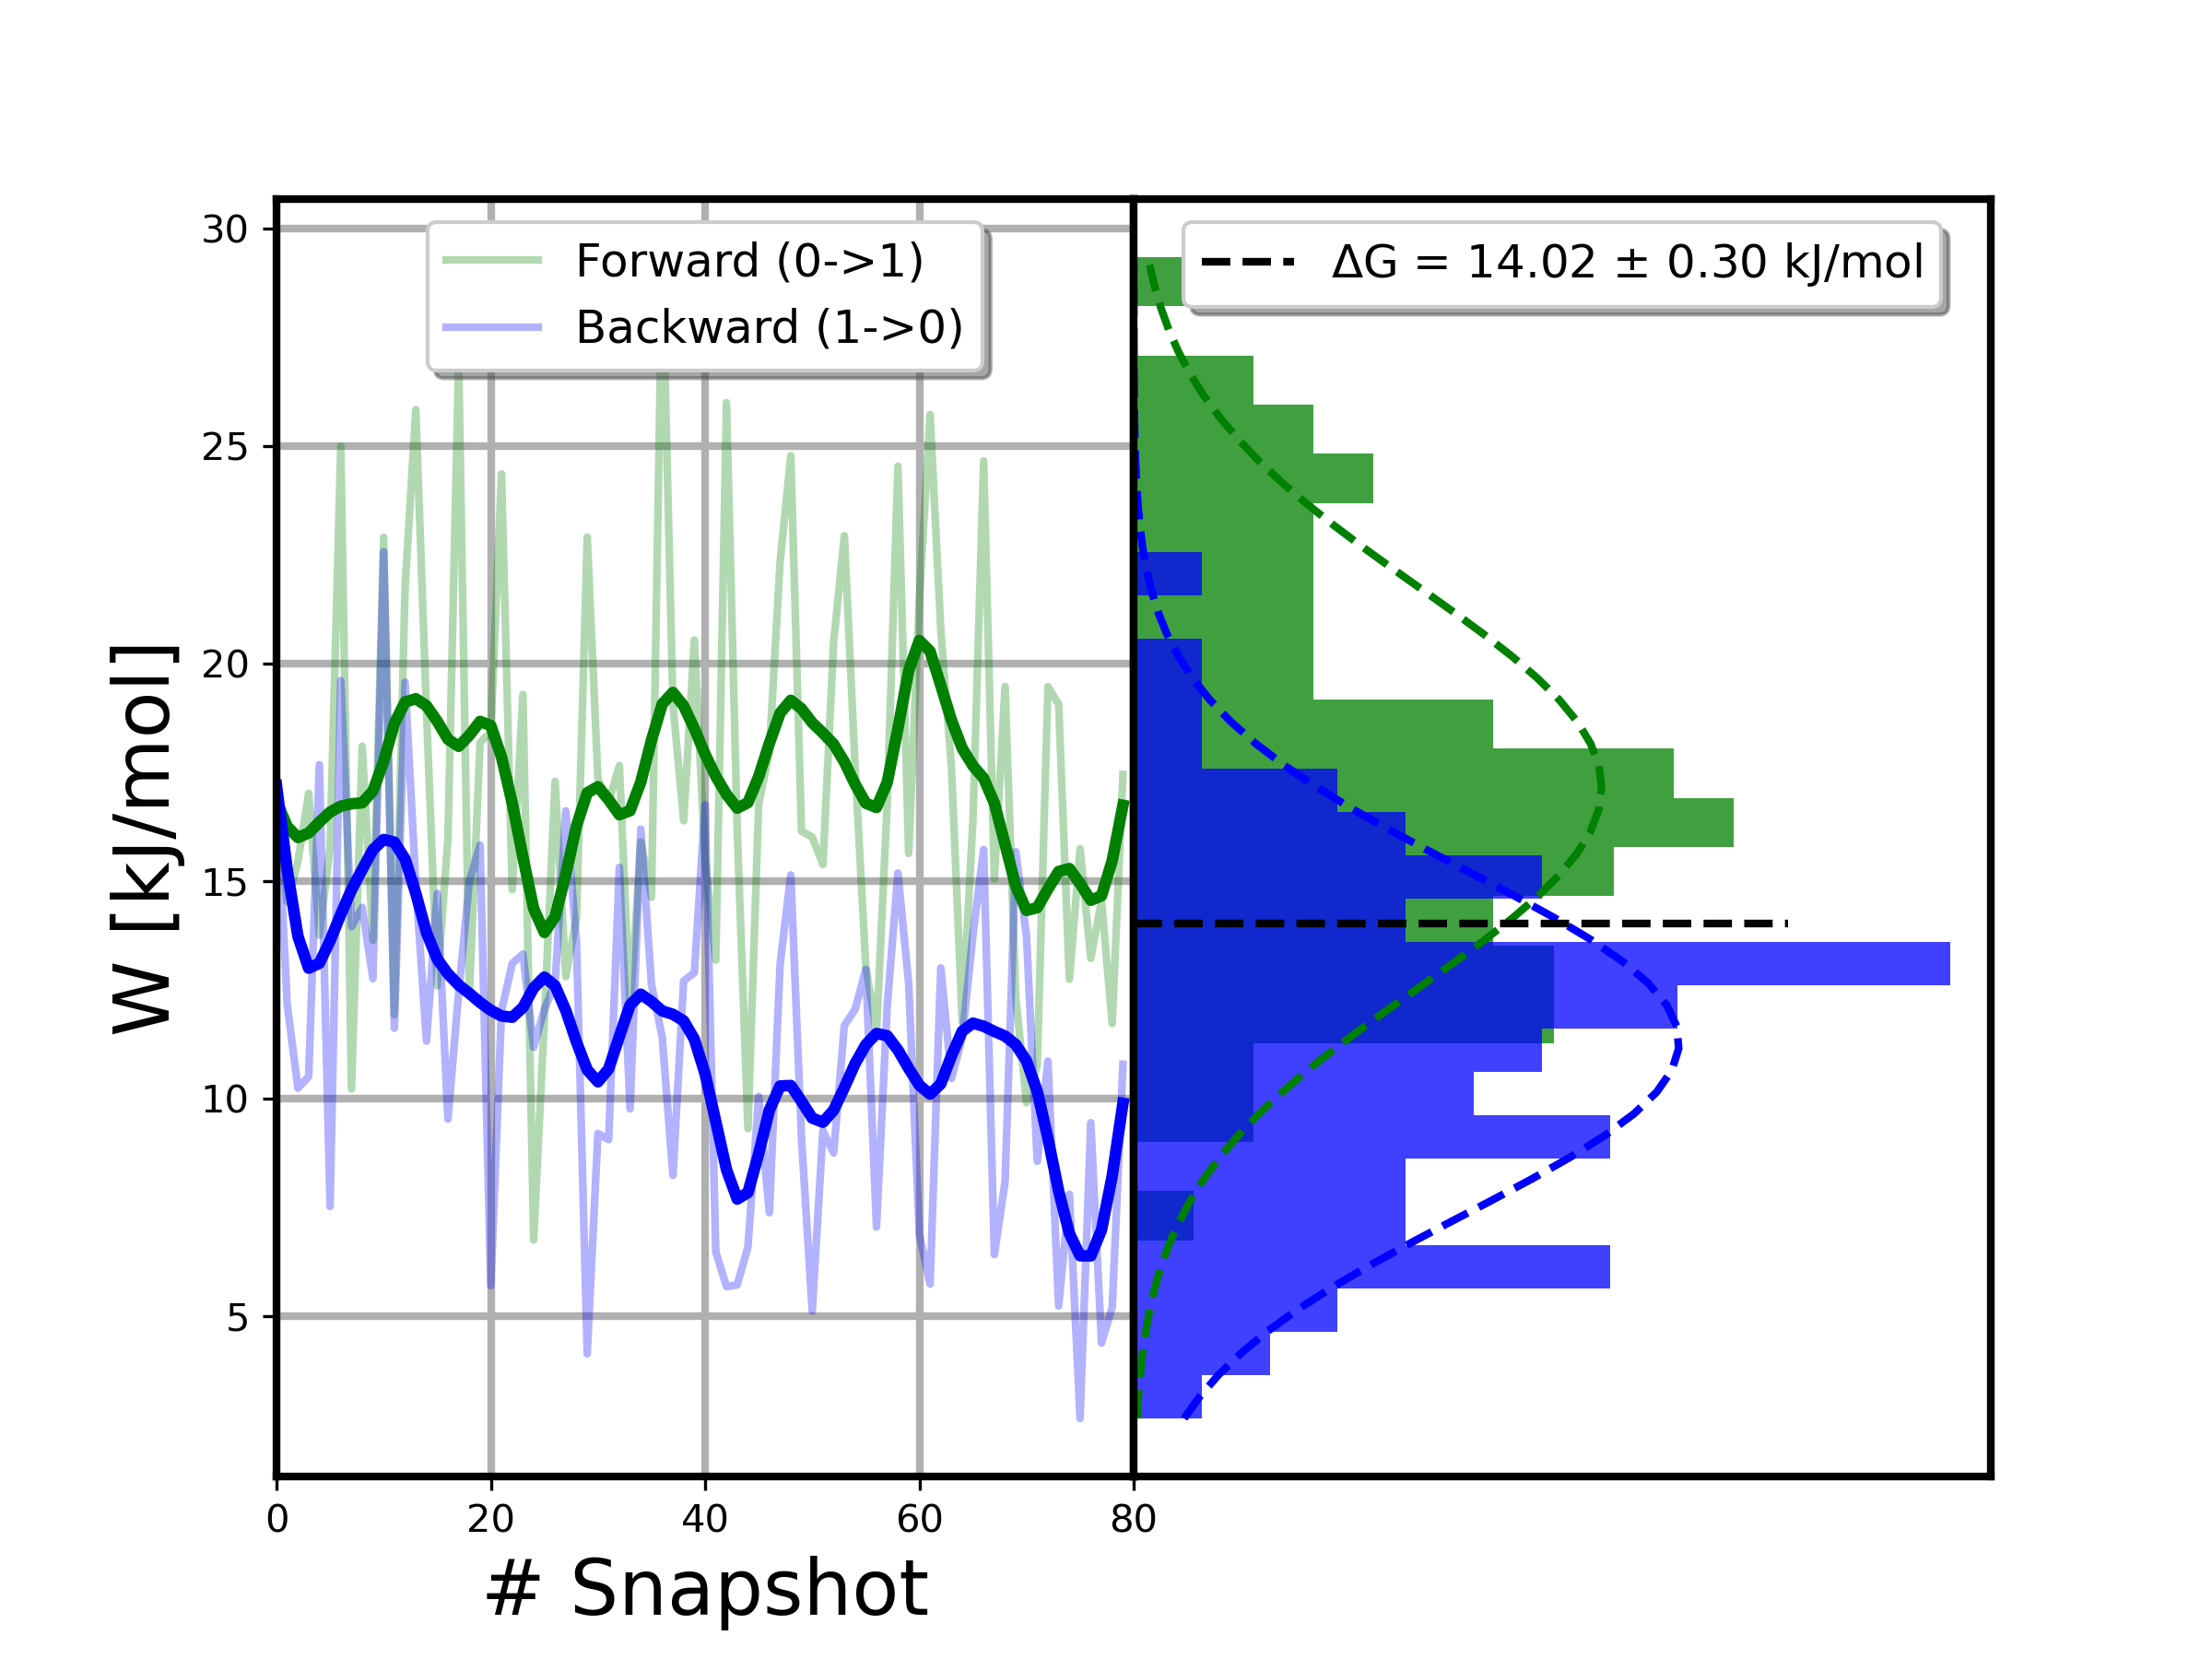 Forward (0->1)
Backward (1->0)
ΔG = 14.02 ± 0.30 kJ/mol
30
25
20
15
10
5
W [kJ/mol]
0
20
40
60
80
# Snapshot